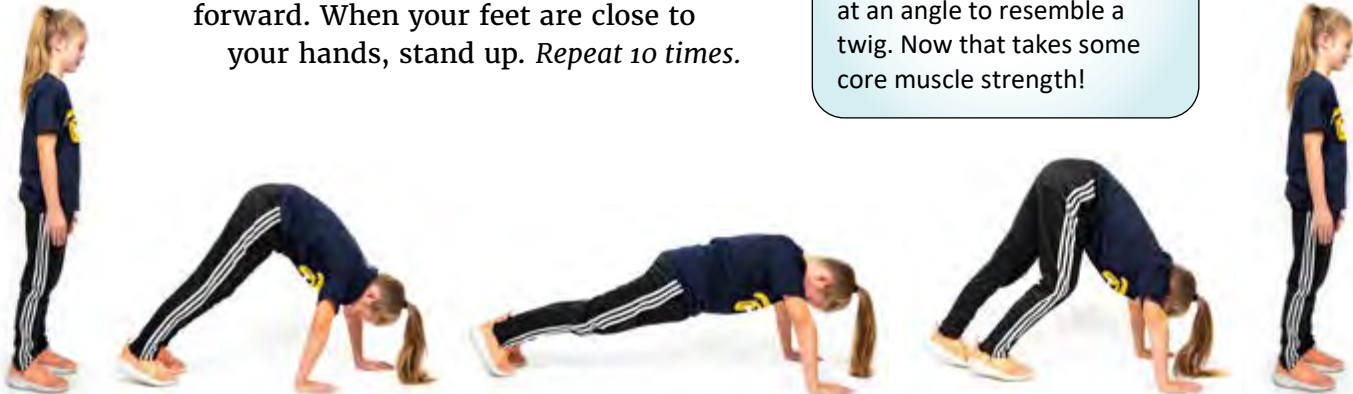 forward. When your feet are close to
your hands, stand up. Repeat 10 times.
at an angle to resemble a
twig. Now that takes some
core muscle strength!